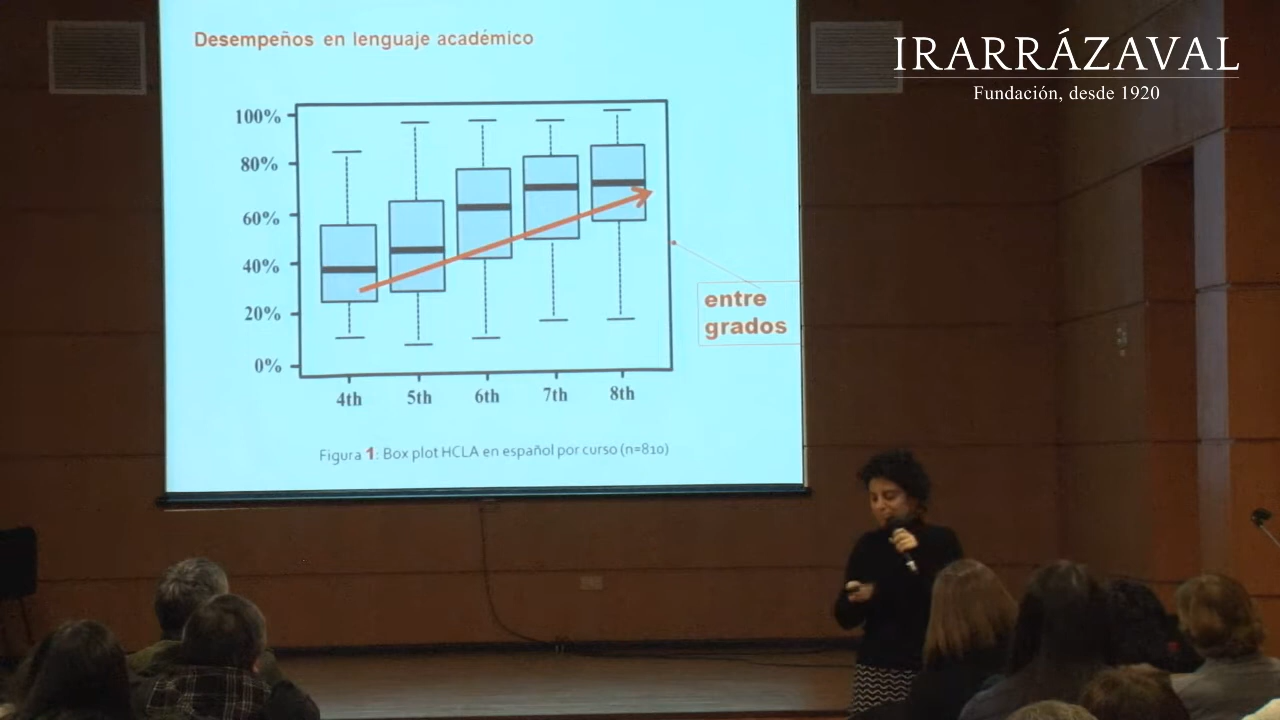 Desempeños en lenguaje académico
IRARRÁZAVAL
Fundación, desde 1920
100%
80%
60%
40%
20%
0%
4th 5th 6th 7th 8th
entre
grados
Figura 1: Box plot HCLA en español por curso (n=810)